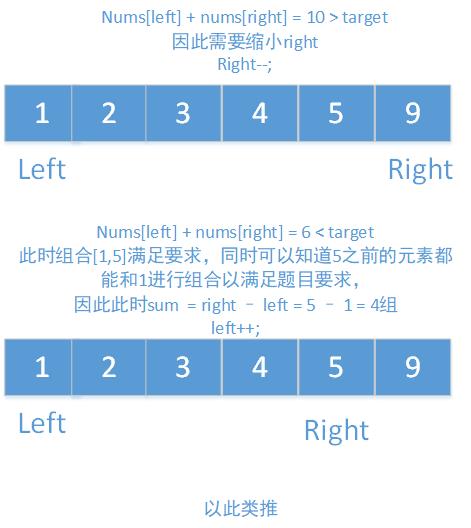 Nums[left] + nums[right] = 10 > target
因此需要缩小right
Right--;
1 2 3 4 5 9
Left Right
Nums[left] + nums[right] = 6 < target
此时组合[1,5]满足要求，同时可以知道5之前的元素都
能和1进行组合以满足题目要求，
因此此时sum = right – left = 5 – 1 = 4组
left++;
1 2 3 4 5 9
Left Right
以此类推